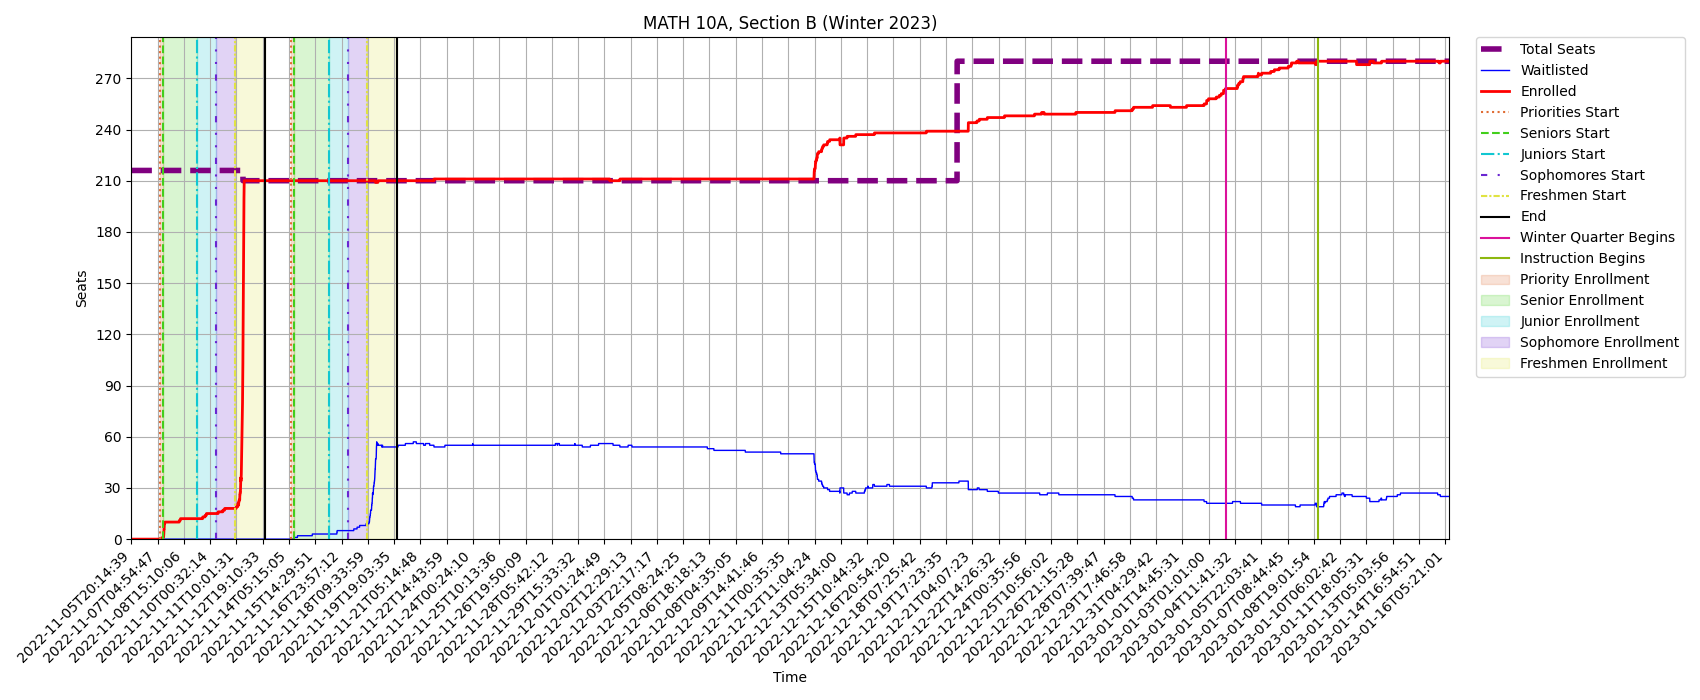 MATH 10A, Section B (Winter 2023)
Seats
270
240
210
180
150
120
90
60
30
0
2022-11-05T20:14:39
2022-11-07T04:54:47
2022-11-08T15:10:06
2022-11-10T00:32:14
2022-11-11T10:01:31
2022-11-12T19:10:33
2022-11-14T05:15:05
2022-11-15T14:29:51
2022-11-16T23:57:12
2022-11-18T09:33:59
2022-11-19T19:03:35
2022-11-21T05:14:48
2022-11-22T14:43:59
2022-11-24T00:24:10
2022-11-25T10:13:36
2022-11-26T19:50:09
2022-11-28T05:42:12
2022-11-29T15:33:32
2022-12-01T01:24:49
2022-12-02T12:29:13
2022-12-03T22:17:17
2022-12-05T08:24:25
2022-12-06T18:18:13
2022-12-08T04:35:05
2022-12-09T14:41:46
2022-12-11T00:35:35
2022-12-12T11:04:24
2022-12-13T05:34:00
2022-12-15T10:44:32
2022-12-16T20:54:20
2022-12-18T07:25:42
2022-12-19T17:23:35
2022-12-21T04:07:23
2022-12-22T14:26:32
2022-12-24T00:35:56
2022-12-25T10:56:02
2022-12-26T21:15:28
2022-12-28T07:39:47
2022-12-29T17:46:58
2022-12-31T04:29:42
2023-01-01T14:45:31
2023-01-03T01:01:00
2023-01-04T11:41:32
2023-01-05T22:03:41
2023-01-07T08:44:45
2023-01-08T19:01:54
2023-01-10T06:02:42
2023-01-11T18:05:31
2023-01-13T05:03:56
2023-01-14T16:54:51
2023-01-16T05:21:01
Time
Total Seats
Waitlisted
Enrolled
Priorities Start
Seniors Start
Juniors Start
Sophomores Start
Freshmen Start
End
Winter Quarter Begins
Instruction Begins
Priority Enrollment
Senior Enrollment
Junior Enrollment
Sophomore Enrollment
Freshmen Enrollment